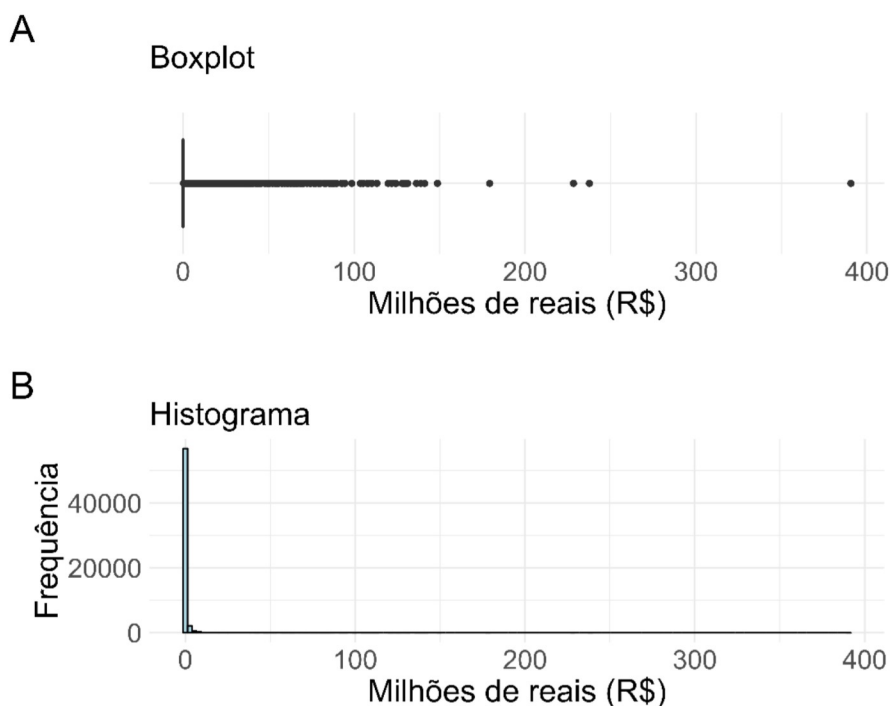 A
Boxplot
0 100 200 300 400
Milhões de reais (R$)
B
Histograma
Frequência
40000
20000
0
0 100 200 300 400
Milhões de reais (R$)